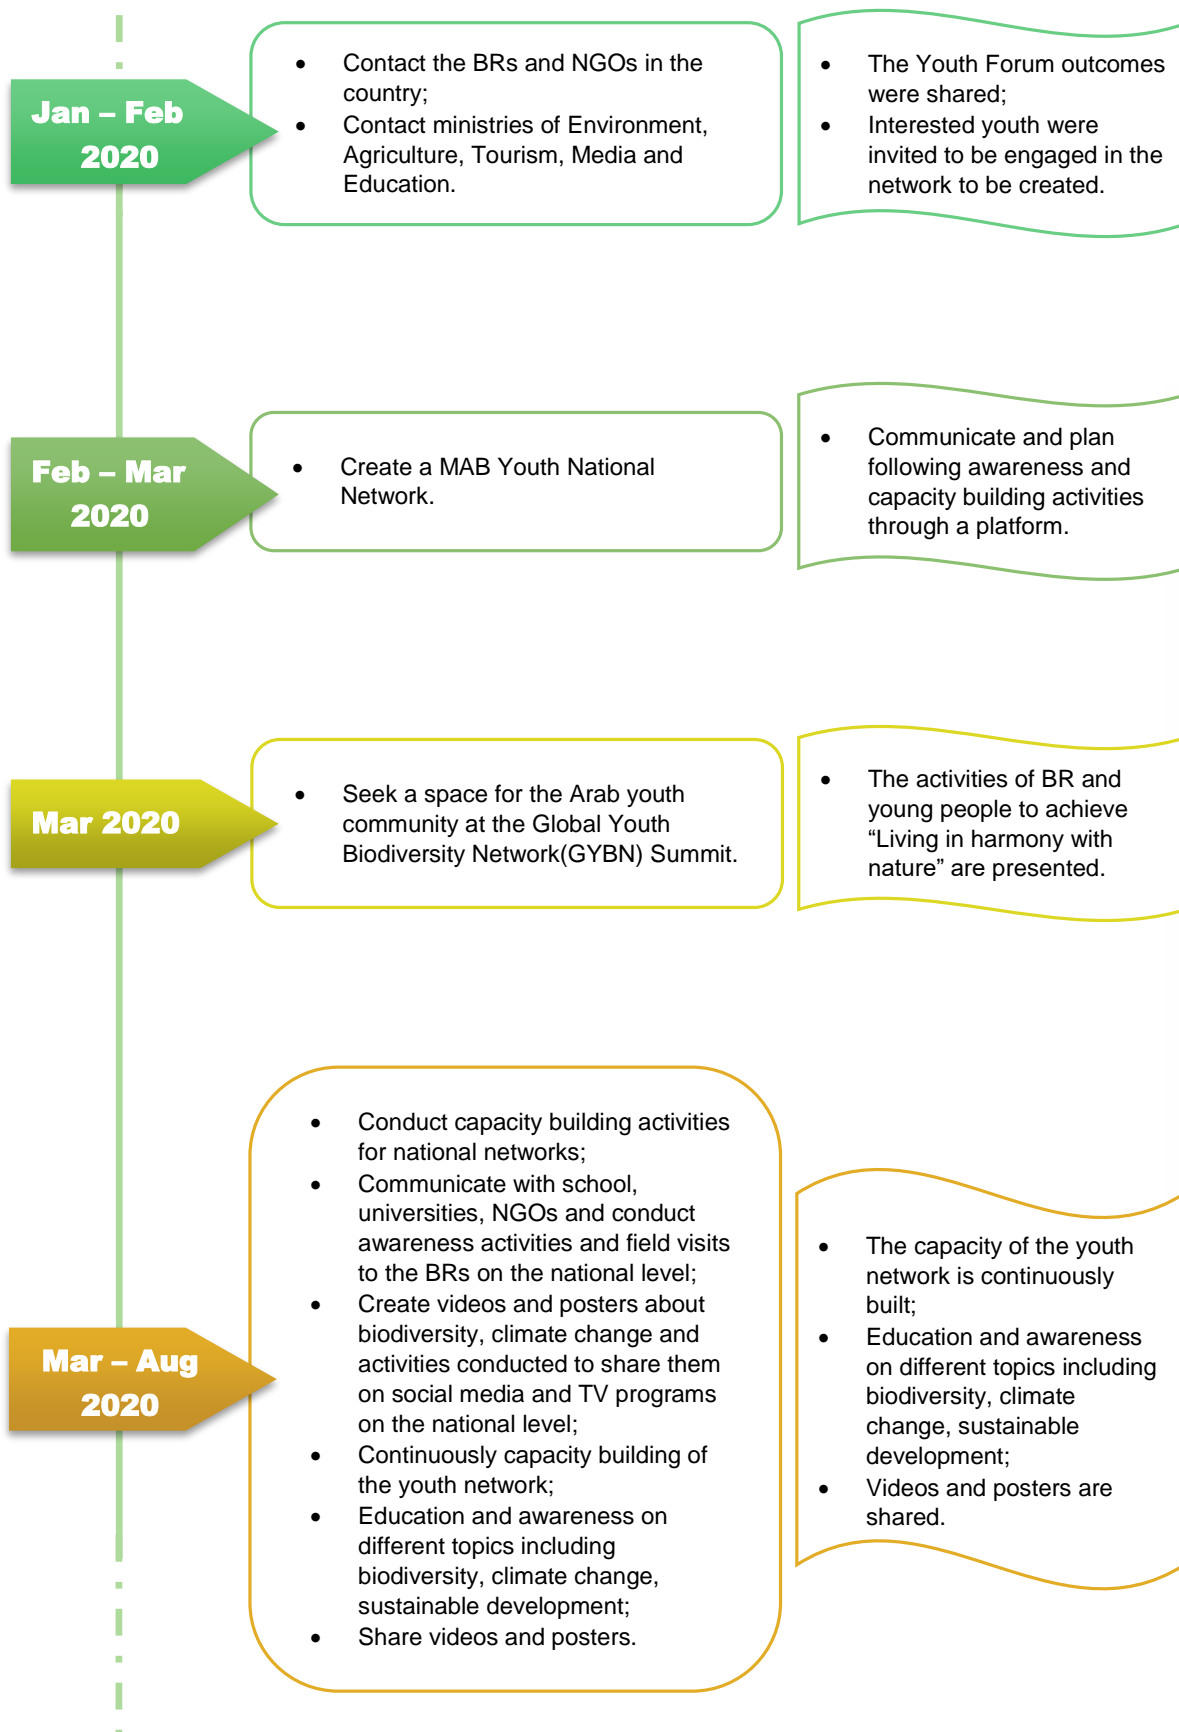 Jan – Feb
2020
• Contact the BRs and NGOs in the
country;
• Contact ministries of Environment,
Agriculture, Tourism, Media and
Education.
• The Youth Forum outcomes
were shared;
• Interested youth were
invited to be engaged in the
network to be created.
Feb – Mar
2020
• Create a MAB Youth National
Network.
• Communicate and plan
following awareness and
capacity building activities
through a platform.
Mar 2020
• Seek a space for the Arab youth
community at the Global Youth
Biodiversity Network(GYBN) Summit.
• The activities of BR and
young people to achieve
“Living in harmony with
nature” are presented.
Mar – Aug
2020
• Conduct capacity building activities
for national networks;
• Communicate with school,
universities, NGOs and conduct
awareness activities and field visits
to the BRs on the national level;
• Create videos and posters about
biodiversity, climate change and
activities conducted to share them
on social media and TV programs
on the national level;
• Continuously capacity building of
the youth network;
• Education and awareness on
different topics including
biodiversity, climate change,
sustainable development;
• Share videos and posters.
• The capacity of the youth
network is continuously
built;
• Education and awareness
on different topics including
biodiversity, climate
change, sustainable
development;
• Videos and posters are
shared.